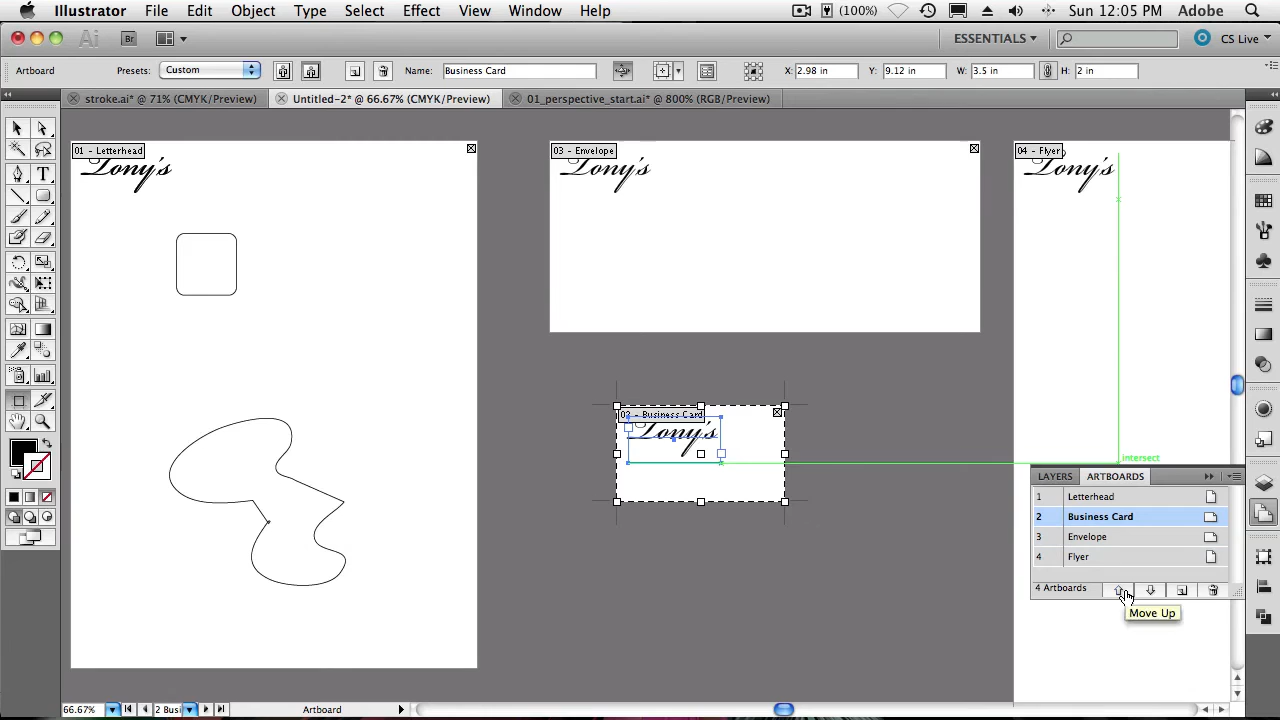 Illustrator File Edit Object Type Select Effect View Window Help (100%) Sun 12:05 PM Adobe
Ai Br ESSENTIALS CS Live
Artboard Presets: Custom Name: Business Card X: 2.98 in Y: 9.12 in W: 3.5 in H: 2 in
stroke.ai* @ 71% (CMYK/Preview) Untitled-2* @ 66.67% (CMYK/Preview) 01_perspective_start.ai* @ 800% (RGB/Preview)
01 - Letterhead 03 - Envelope 04 - Flyer
Tony's Tony's Tony's
02 - Business Card
Tony's
intersect
LAYERS ARTBOARDS
1 Letterhead
2 Business Card
3 Envelope
4 Flyer
4 Artboards
Move Up
66.67% 2 Busi Artboard